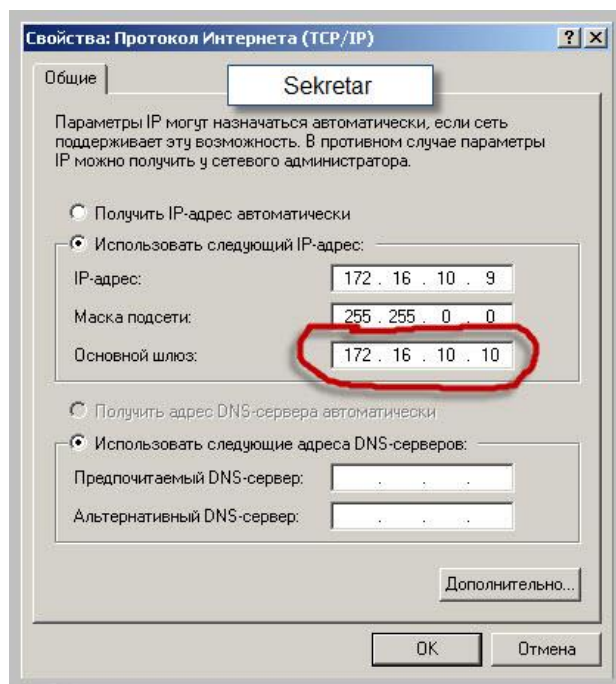 Свойства: Протокол Интернета (TCP/IP)
Общие
Sekretar
Параметры IP могут назначаться автоматически, если сеть
поддерживает эту возможность. В противном случае параметры
IP можно получить у сетевого администратора.
Получить IP-адрес автоматически
Использовать следующий IP-адрес:
IP-адрес: 172 . 16 . 10 . 9
Маска подсети: 255 . 255 . 0 . 0
Основной шлюз: 172 . 16 . 10 . 10
Получить адрес DNS-сервера автоматически
Использовать следующие адреса DNS-серверов:
Предпочитаемый DNS-сервер: . . .
Альтернативный DNS-сервер: . . .
Дополнительно...
OK Отмена